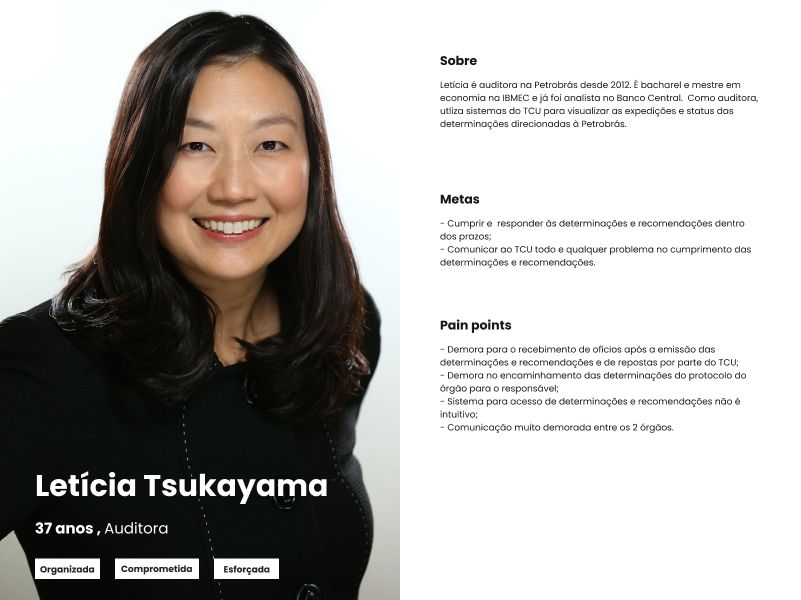 Letícia Tsukayama
37 anos , Auditora
Organizada
Comprometida
Esforçada
Sobre
Letícia é auditora na Petrobrás desde 2012. É bacharel e mestre em
economia na IBMEC e já foi analista no Banco Central.  Como auditora,
utliza sistemas do TCU para visualizar as expedições e status das
determinações direcionadas à Petrobrás.
Metas
- Cumprir e  responder às determinações e recomendações dentro
dos prazos;
- Comunicar ao TCU todo e qualquer problema no cumprimento das
determinações e recomendações.
Pain points
- Demora para o recebimento de ofícios após a emissão das
determinações e recomendações e de repostas por parte do TCU;
- Demora no encaminhamento das determinações do protocolo do
órgão para o responsável;
- Sistema para acesso de determinações e recomendações não é
intuitivo;
- Comunicação muito demorada entre os 2 órgãos.